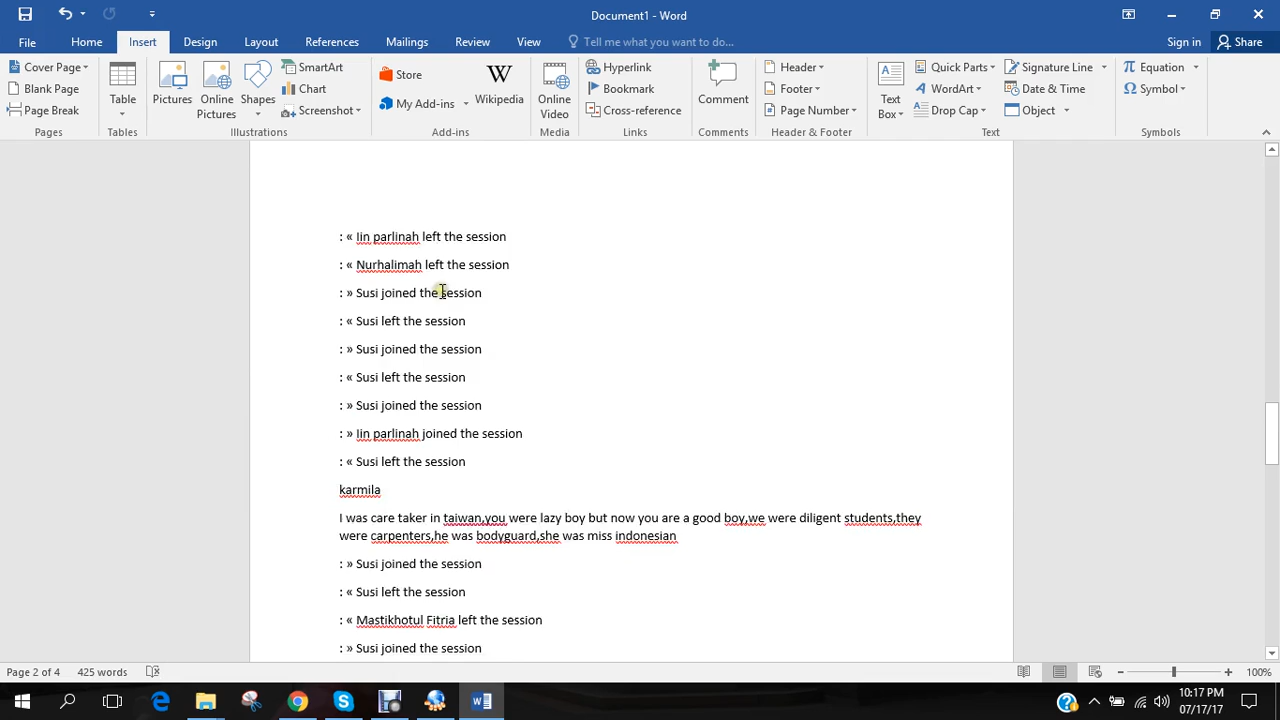 Document1 - Word
File Home Insert Design Layout References Mailings Review View Tell me what you want to do... Sign in Share
Cover Page
Blank Page
Page Break
Pages
Table
Tables
Pictures
Online Pictures
Shapes
SmartArt
Chart
Screenshot
Illustrations
Store
My Add-ins
Wikipedia
Add-ins
Online Video
Media
Hyperlink
Bookmark
Cross-reference
Links
Comment
Comments
Header
Footer
Page Number
Header & Footer
Text Box
Quick Parts
WordArt
Drop Cap
Signature Line
Date & Time
Object
Text
Equation
Symbol
Symbols
: « Iin parlinah left the session
: « Nurhalimah left the session
: » Susi joined the session
: « Susi left the session
: » Susi joined the session
: « Susi left the session
: » Susi joined the session
: » Iin parlinah joined the session
: « Susi left the session
karmila
I was care taker in taiwan,you were lazy boy but now you are a good boy,we were diligent students,they
were carpenters,he was bodyguard,she was miss indonesian
: » Susi joined the session
: « Susi left the session
: « Mastikhotul Fitria left the session
: » Susi joined the session
Page 2 of 4 425 words 100%
10:17 PM
07/17/17